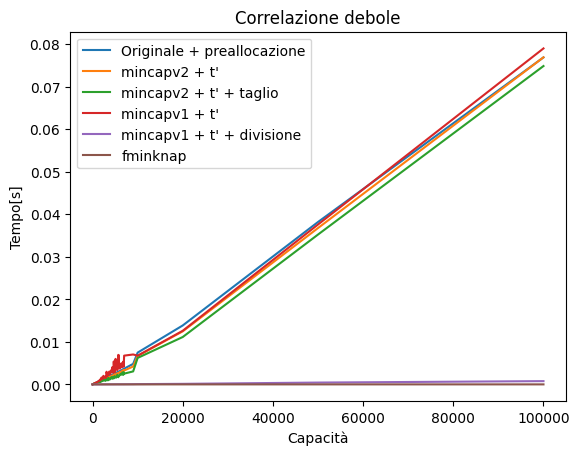 Correlazione debole
0.08
0.07
0.06
0.05
0.04
0.03
0.02
0.01
0.00
Tempo[s]
Originale + preallocazione
mincapv2 + t'
mincapv2 + t' + taglio
mincapv1 + t'
mincapv1 + t' + divisione
fminknap
0 20000 40000 60000 80000 100000
Capacità